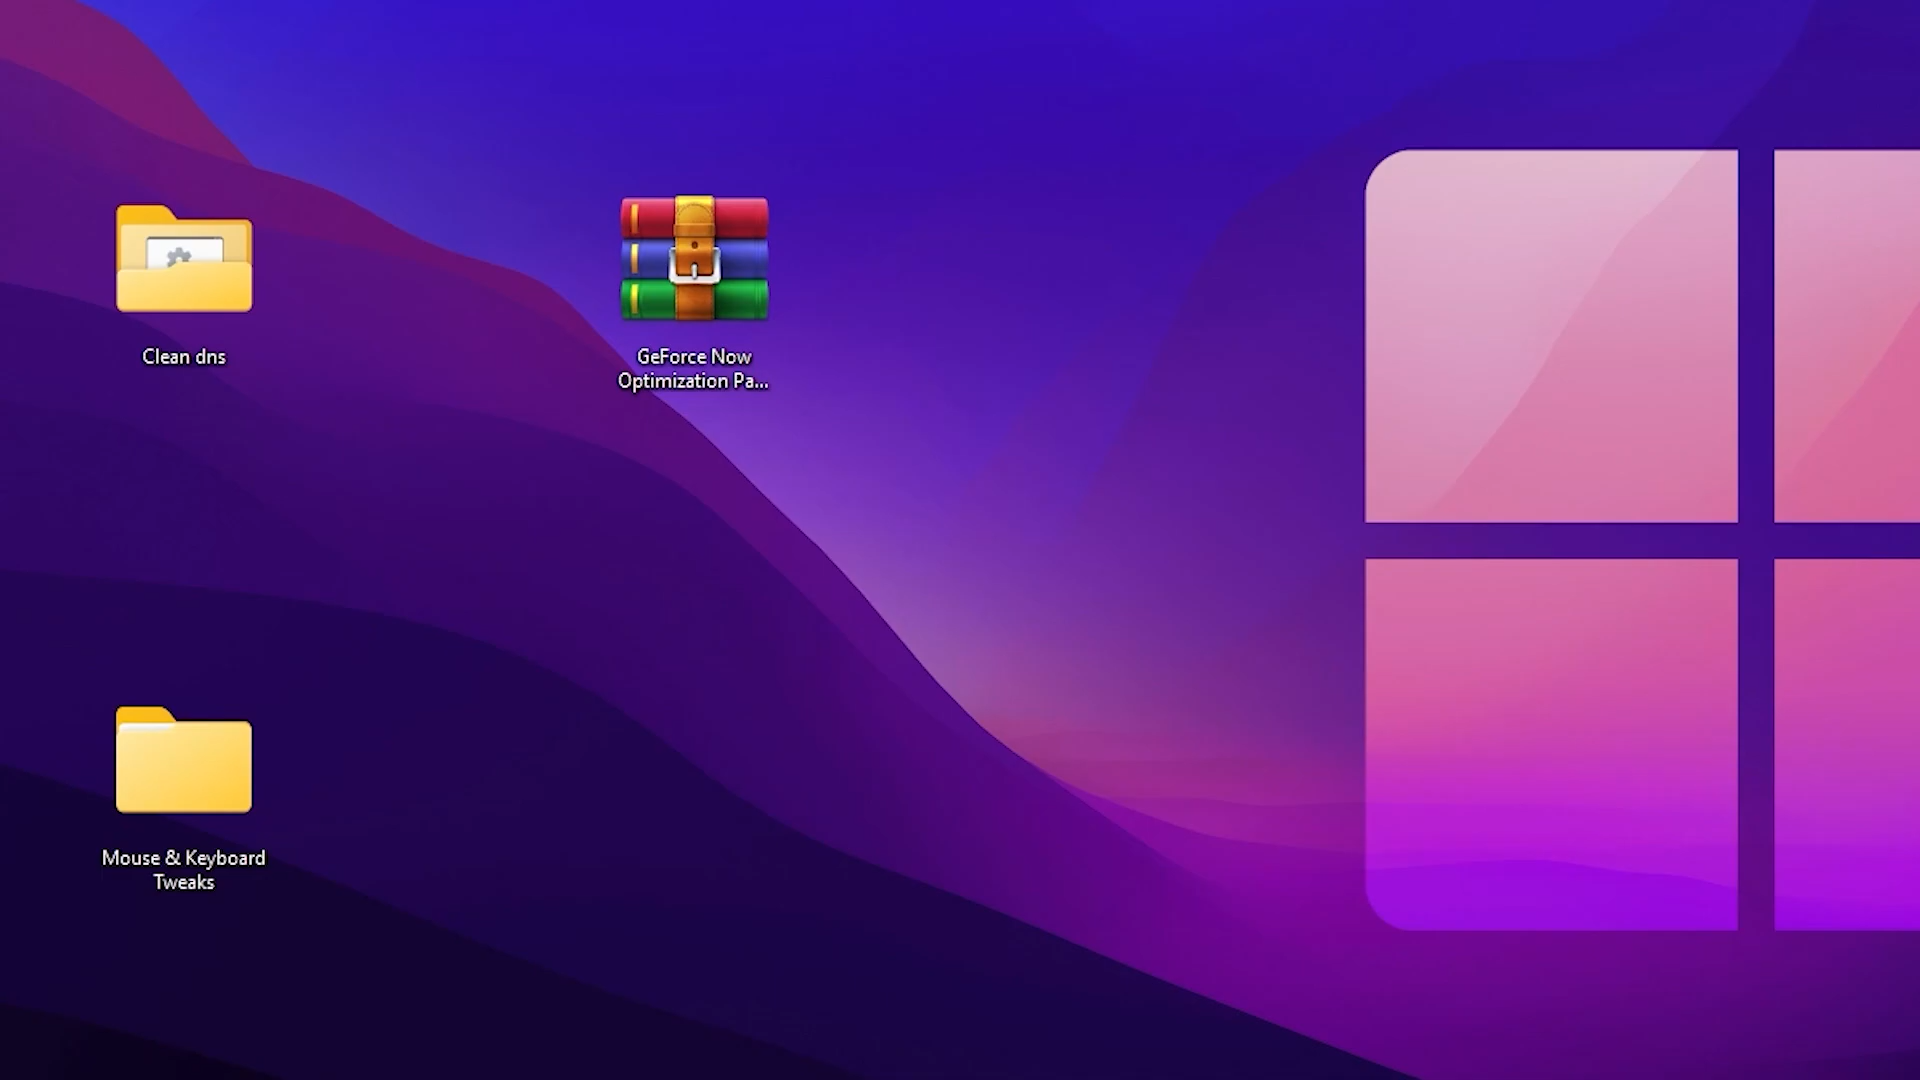 Clean dns
GeForce Now
Optimization Pa...
Mouse & Keyboard
Tweaks